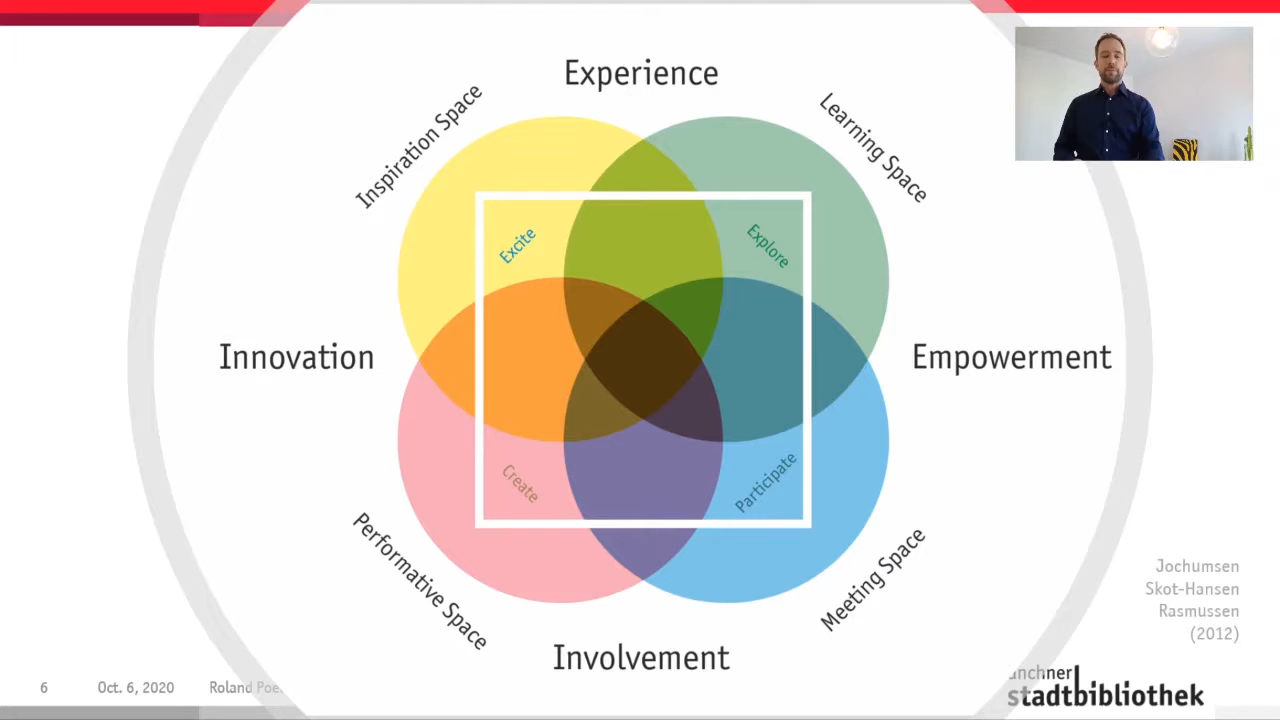 Experience
Inspiration Space
Learning Space
Excite
Explore
Innovation
Empowerment
Create
Participate
Performative Space
Meeting Space
Involvement
Jochumsen
Skot-Hansen
Rasmussen
(2012)
6 Oct. 6, 2020 Roland
stadtbibliothek